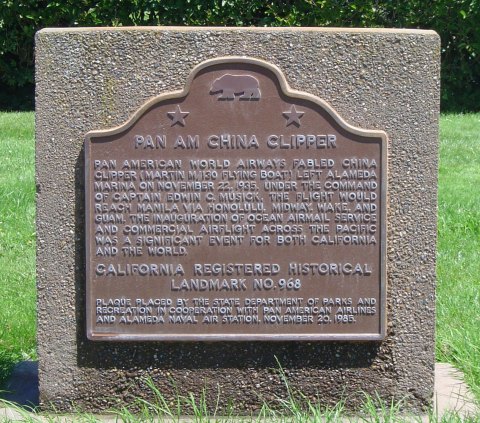 PAN AM CHINA CLIPPER
PAN AMERICAN WORLD AIRWAYS FABLED CHINA
CLIPPER (MARTIN M/130 FLYING BOAT) LEFT ALAMEDA
MARINA ON NOVEMBER 22, 1935. UNDER THE COMMAND
OF CAPTAIN EDWIN C. MUSICK, THE FLIGHT WOULD
REACH MANILA VIA HONOLULU, MIDWAY, WAKE, AND
GUAM. THE INAUGURATION OF OCEAN AIRMAIL SERVICE
AND COMMERCIAL AIRFLIGHT ACROSS THE PACIFIC
WAS A SIGNIFICANT EVENT FOR BOTH CALIFORNIA
AND THE WORLD.
CALIFORNIA REGISTERED HISTORICAL
LANDMARK NO. 968
PLAQUE PLACED BY THE STATE DEPARTMENT OF PARKS AND
RECREATION IN COOPERATION WITH PAN AMERICAN AIRLINES
AND ALAMEDA NAVAL AIR STATION, NOVEMBER 20, 1985.